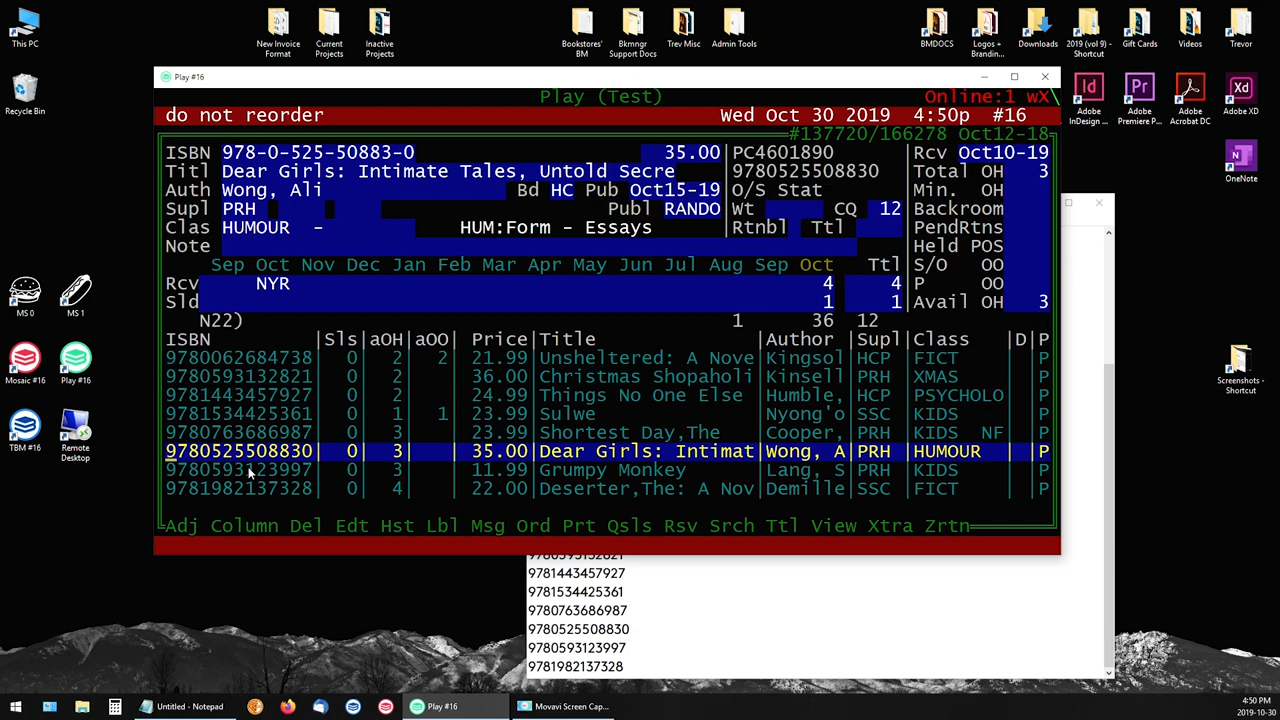 This PC
New Invoice Format
Current Projects
Inactive Projects
Bookstores' BM
Bkmngr Support Docs
Trev Misc
Admin Tools
BMDOCS
Logos + Brandin...
Downloads
2019 (vol 9) - Shortcut
Gift Cards
Videos
Trevor
Recycle Bin
Adobe InDesign ...
Adobe Premiere P...
Adobe Acrobat DC
Adobe XD
OneNote
MS 0
MS 1
Mosaic #16
Play #16
TBM #16
Remote Desktop
Screenshots - Shortcut
Play #16
Play (Test) Online:1 wX\
do not reorder Wed Oct 30 2019 4:50p #16
#137720/166278 Oct12-18
ISBN 978-0-525-50883-0 35.00 PC4601890 Rcv Oct10-19
Titl Dear Girls: Intimate Tales, Untold Secre 9780525508830 Total OH 3
Auth Wong, Ali Bd HC Pub Oct15-19 O/S Stat Min. OH
Supl PRH Publ RANDO Wt CQ 12 Backroom
Clas HUMOUR - HUM:Form - Essays Rtnbl Ttl PendRtns
Note Held POS
Sep Oct Nov Dec Jan Feb Mar Apr May Jun Jul Aug Sep Oct Ttl S/O OO
Rcv NYR 4 4 P OO
Sld 1 1 Avail OH 3
N22) 1 36 12
ISBN |Sls|aOH|aOO| Price|Title |Author |Supl|Class |D|P
9780062684738| 0| 2| 2| 21.99|Unsheltered: A Nove|Kingsol|HCP |FICT | |P
9780593132821| 0| 2| | 36.00|Christmas Shopaholi|Kinsell|PRH |XMAS | |P
9781443457927| 0| 2| | 24.99|Things No One Else |Humble,|HCP |PSYCHOLO| |P
9781534425361| 0| 1| 1| 23.99|Sulwe |Nyong'o|SSC |KIDS | |P
9780763686987| 0| 3| | 23.99|Shortest Day,The |Cooper,|PRH |KIDS NF| |P
9780525508830| 0| 3| | 35.00|Dear Girls: Intimat|Wong, A|PRH |HUMOUR | |P
9780593123997| 0| 3| | 11.99|Grumpy Monkey |Lang, S|PRH |KIDS | |P
9781982137328| 0| 4| | 22.00|Deserter,The: A Nov|Demille|SSC |FICT | |P
Adj Column Del Edt Hst Lbl Msg Ord Prt Qsls Rsv Srch Ttl View Xtra Zrtn
9780593132821
9781443457927
9781534425361
9780763686987
9780525508830
9780593123997
9781982137328
Untitled - Notepad
Play #16
Movavi Screen Cap...
4:50 PM
2019-10-30